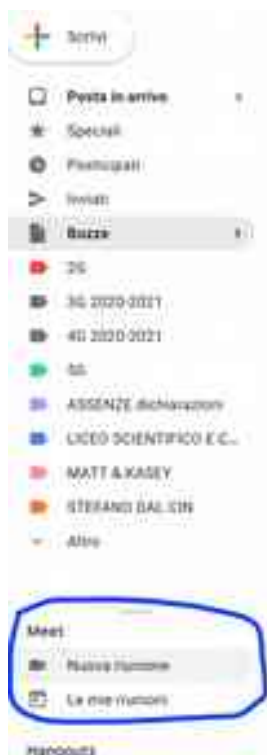 Scrivi
Posta in arrivo
Speciali
Posticipati
Inviati
Bozze
2G
3G 2020-2021
4G 2020-2021
5G
ASSENZE dichiarazioni
LICEO SCIENTIFICO E C...
MATT & KASEY
STEFANO DAL CIN
Altro
Meet
Nuova riunione
Le mie riunioni
Hangouts